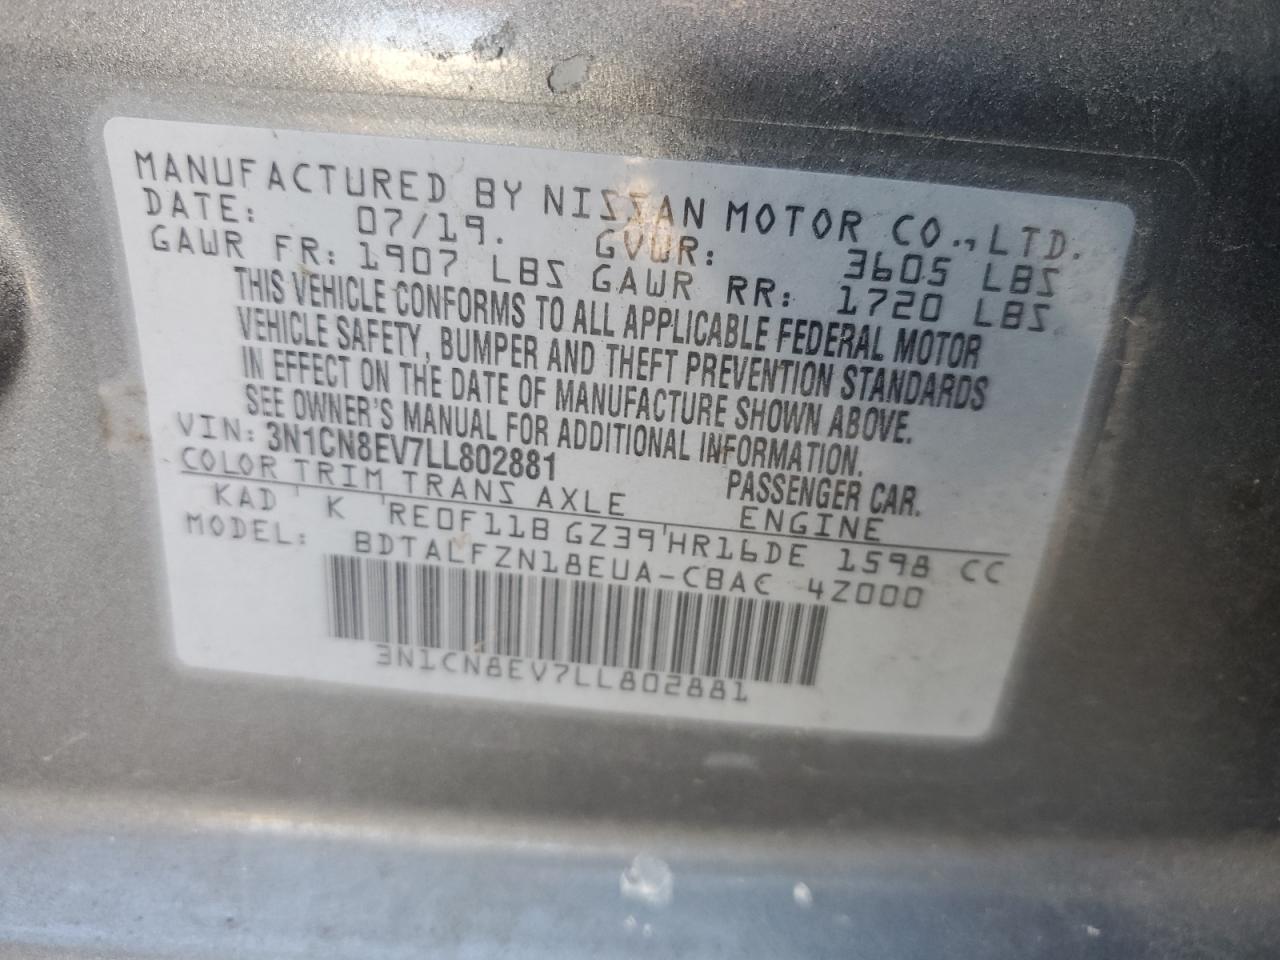 MANUFACTURED BY NISSAN MOTOR CO., LTD.
DATE: 07/19. GVWR: 3605 LBS
GAWR FR: 1907 LBS GAWR RR: 1720 LBS
THIS VEHICLE CONFORMS TO ALL APPLICABLE FEDERAL MOTOR
VEHICLE SAFETY, BUMPER AND THEFT PREVENTION STANDARDS
IN EFFECT ON THE DATE OF MANUFACTURE SHOWN ABOVE.
SEE OWNER'S MANUAL FOR ADDITIONAL INFORMATION.
VIN: 3N1CN8EV7LL802881 PASSENGER CAR.
COLOR TRIM TRANS AXLE ENGINE
KAD K RE0F11B GZ39 HR16DE 1598 CC
MODEL: BDTALFZN18EUA-CBAC 4Z000
3N1CN8EV7LL802881